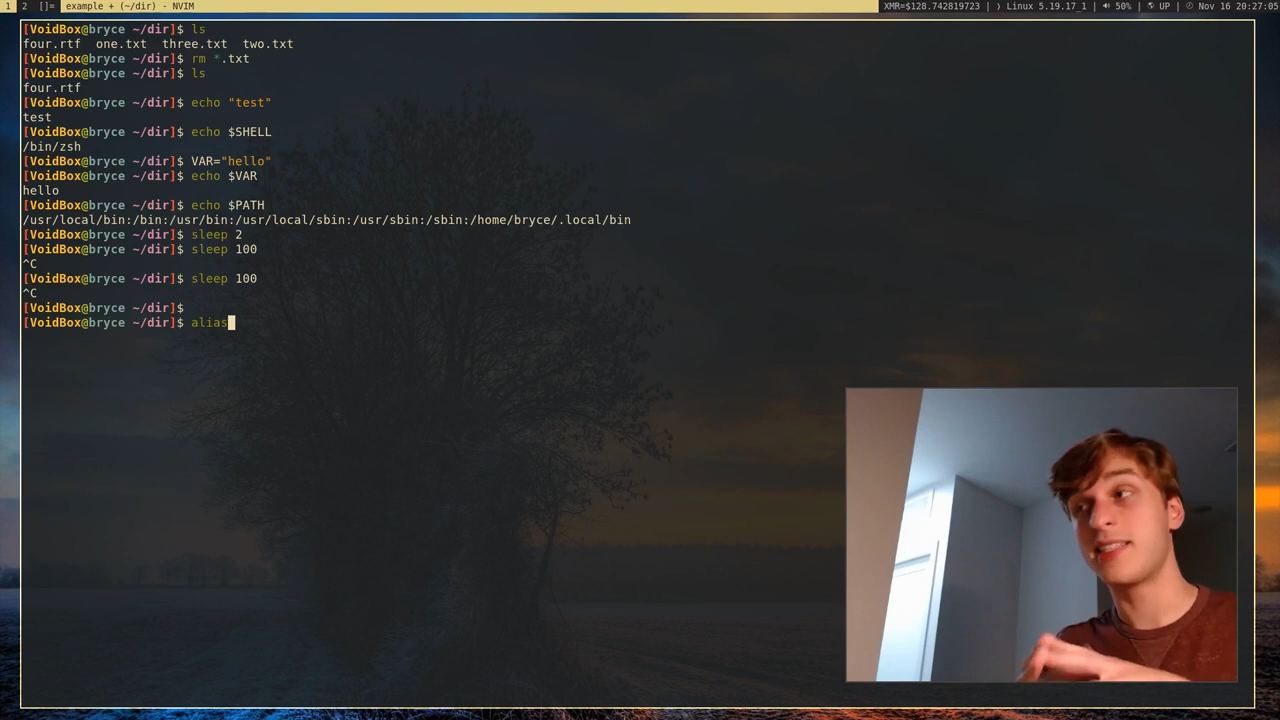 1 2 []= example + (~/dir) - NVIM XMR=$128.742819723 | Linux 5.19.17_1 | 50% | UP | Nov 16 20:27:05
[VoidBox@bryce ~/dir]$ ls
four.rtf  one.txt  three.txt  two.txt
[VoidBox@bryce ~/dir]$ rm *.txt
[VoidBox@bryce ~/dir]$ ls
four.rtf
[VoidBox@bryce ~/dir]$ echo "test"
test
[VoidBox@bryce ~/dir]$ echo $SHELL
/bin/zsh
[VoidBox@bryce ~/dir]$ VAR="hello"
[VoidBox@bryce ~/dir]$ echo $VAR
hello
[VoidBox@bryce ~/dir]$ echo $PATH
/usr/local/bin:/bin:/usr/bin:/usr/local/sbin:/usr/sbin:/sbin:/home/bryce/.local/bin
[VoidBox@bryce ~/dir]$ sleep 2
[VoidBox@bryce ~/dir]$ sleep 100
^C
[VoidBox@bryce ~/dir]$ sleep 100
^C
[VoidBox@bryce ~/dir]$
[VoidBox@bryce ~/dir]$ alias